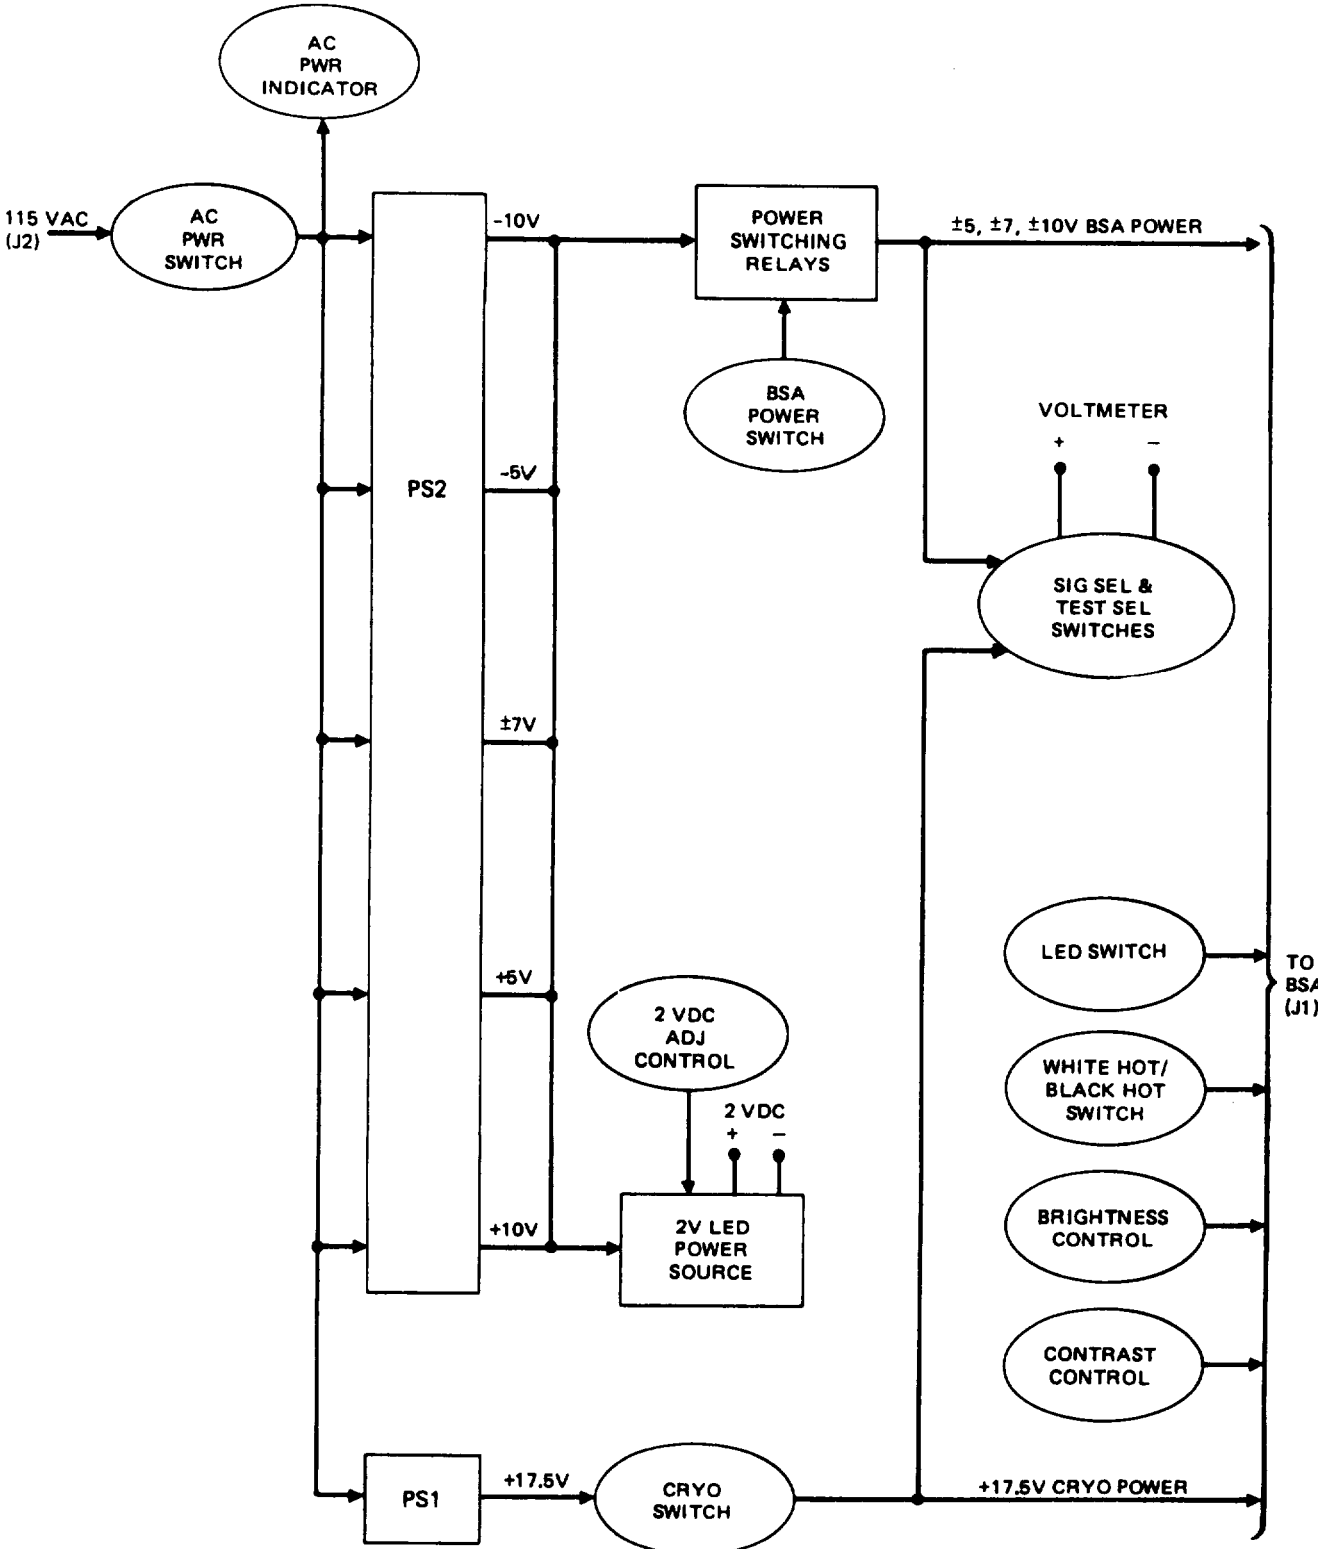 AC
PWR
INDICATOR
115 VAC
(J2)
AC
PWR
SWITCH
-10V
POWER
SWITCHING
RELAYS
±5, ±7, ±10V BSA POWER
BSA
POWER
SWITCH
VOLTMETER
+ −
-5V
PS2
SIG SEL &
TEST SEL
SWITCHES
±7V
LED SWITCH
TO
BSA
(J1)
+5V
2 VDC
ADJ
CONTROL
WHITE HOT/
BLACK HOT
SWITCH
2 VDC
+ −
+10V
2V LED
POWER
SOURCE
BRIGHTNESS
CONTROL
CONTRAST
CONTROL
PS1
+17.5V
CRYO
SWITCH
+17.5V CRYO POWER